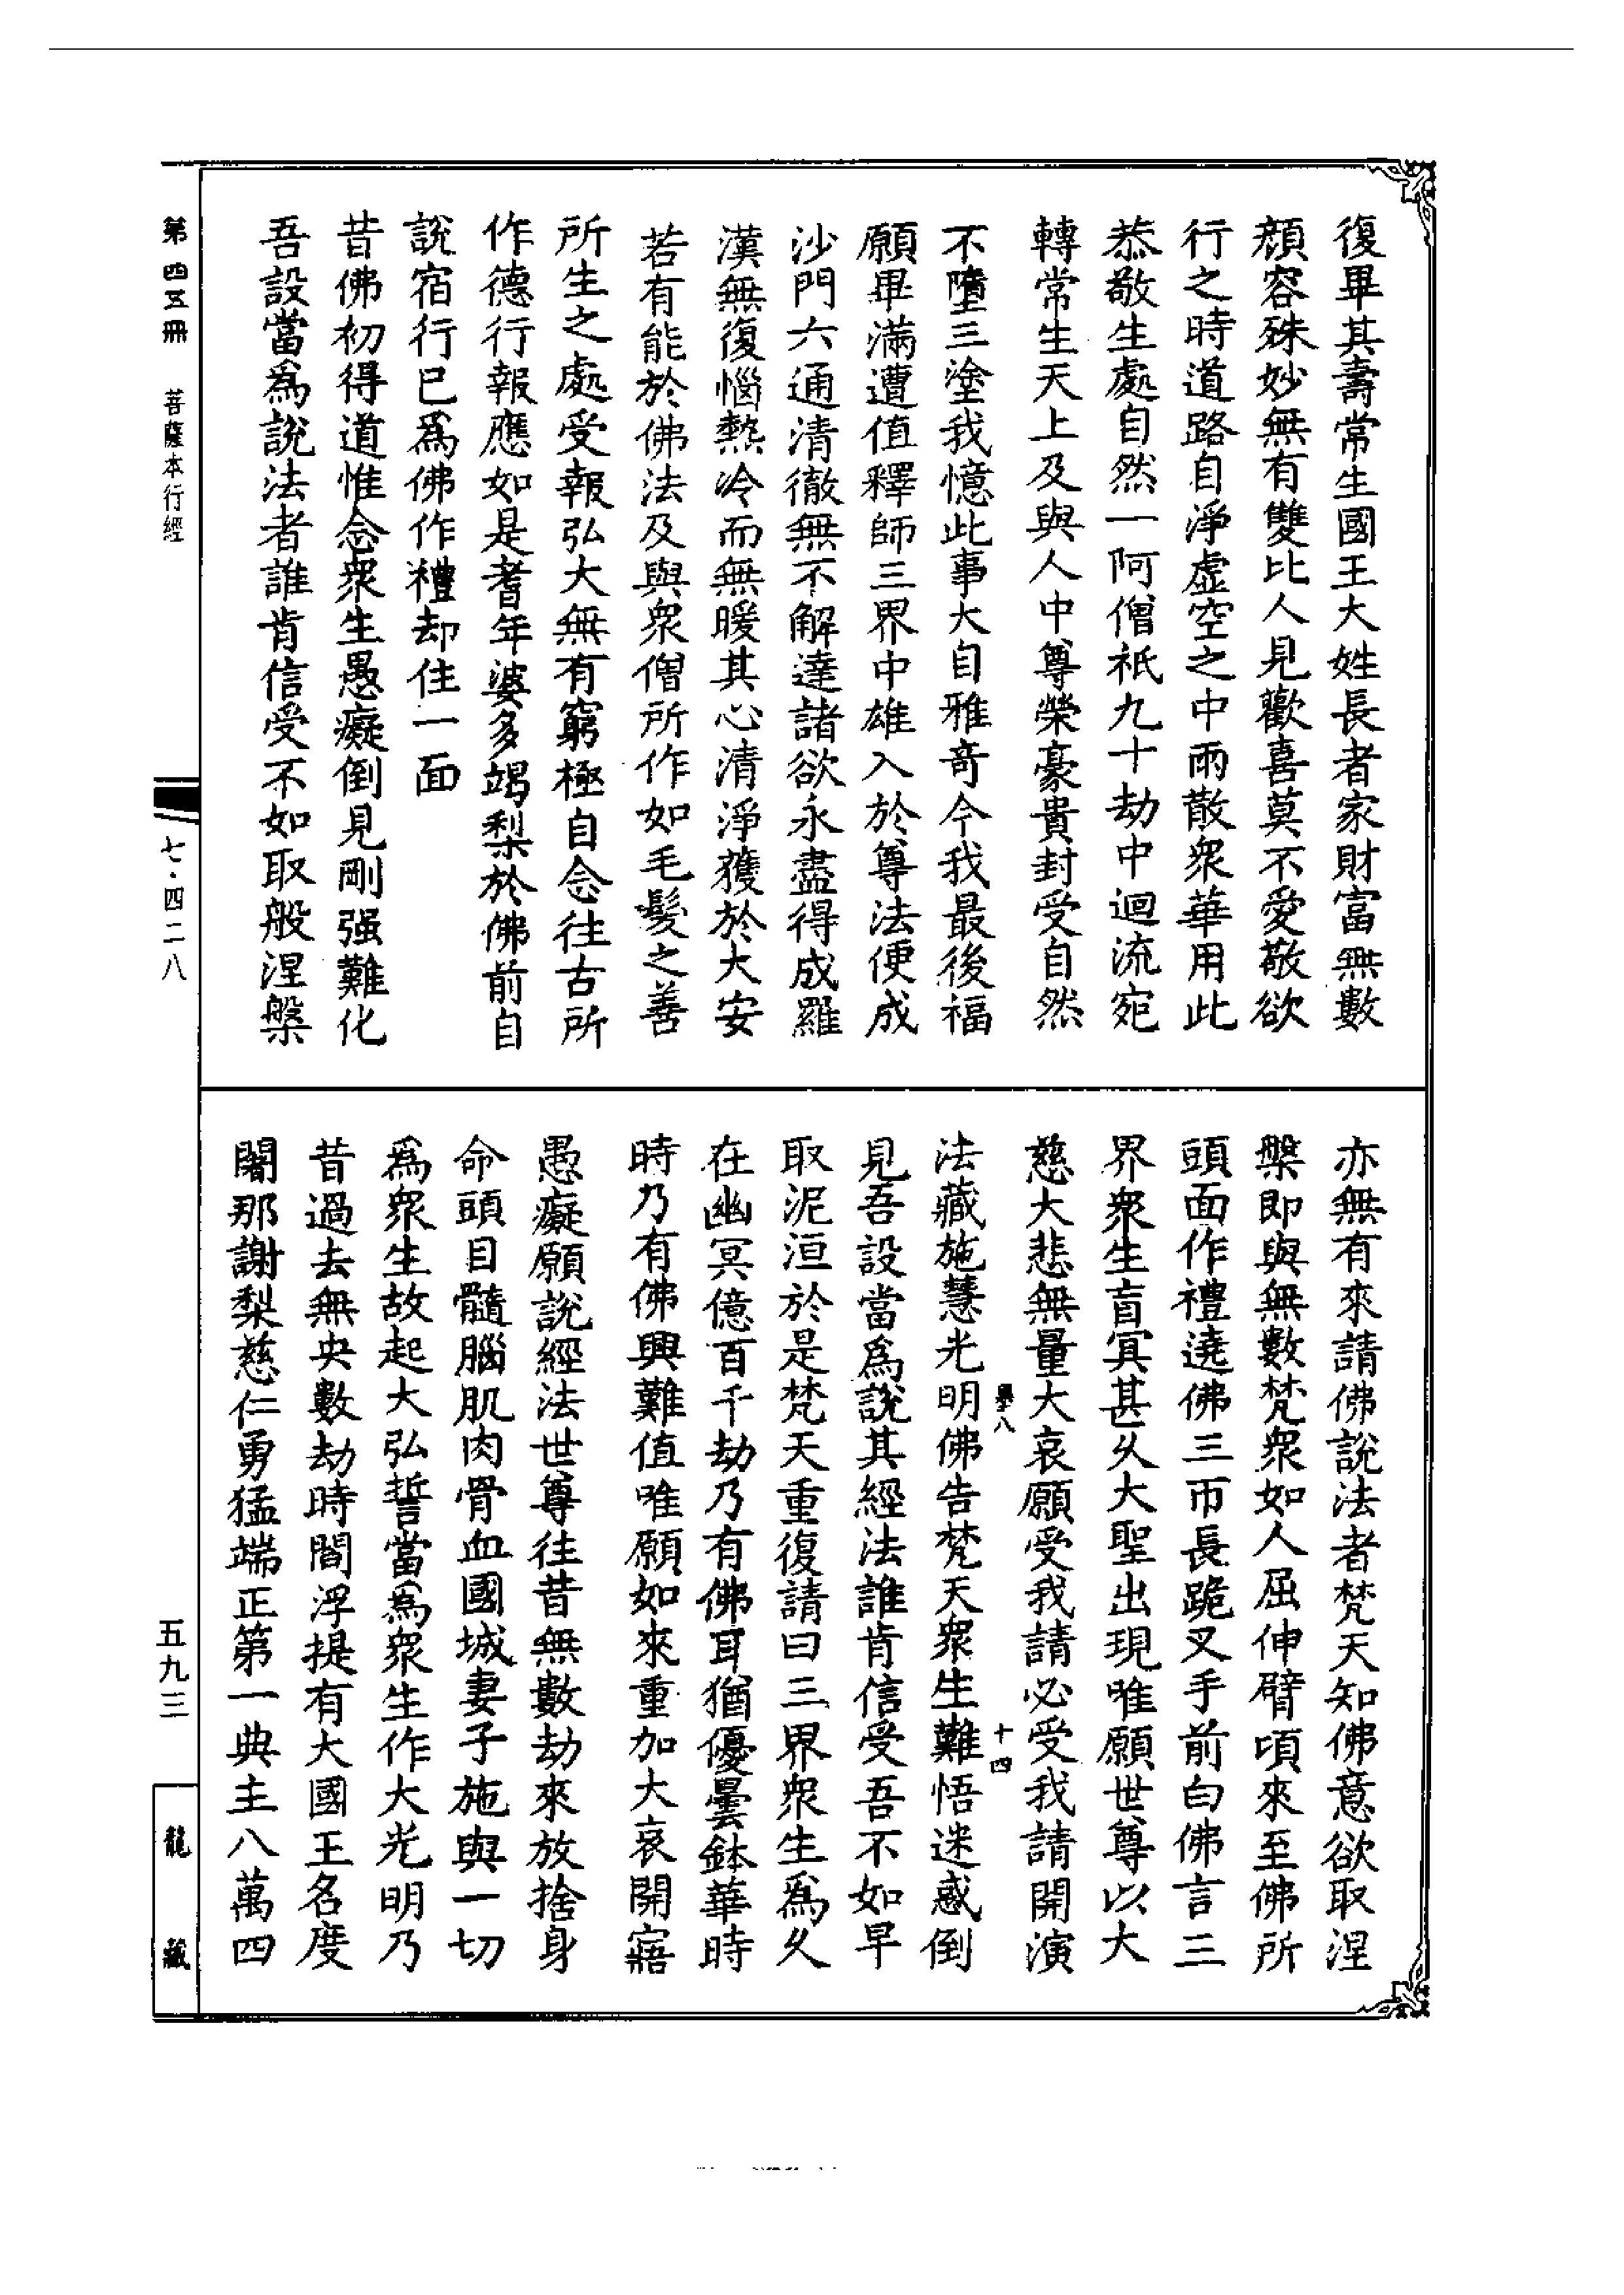 復畢其壽常生國王大姓長者家財富無數
顏容殊妙無有雙比人見歡喜莫不愛敬欲
行之時道路自淨虛空之中雨散衆華用此
恭敬生處自然一阿僧祇九十劫中迴流宛
轉常生天上及與人中尊榮豪貴封受自然
不墮三塗我憶此事大自雅奇今我最後福
願畢滿遭值釋師三界中雄入於尊法便成
沙門六通清徹無不解達諸欲永盡得成羅
漢無復惱熱冷而無暖其心清淨獲於大安
若有能於佛法及與衆僧所作如毛髮之善
所生之處受報弘大無有窮極自念往古所
作德行報應如是耆年婆多竭梨於佛前自
說宿行已爲佛作禮却住一面
昔佛初得道惟念衆生愚癡倒見剛强難化
吾設當爲說法者誰肯信受不如取般涅槃
亦無有來請佛說法者梵天知佛意欲取涅
槃即與無數梵衆如人屈伸臂頃來至佛所
頭面作禮遶佛三帀長跪叉手前白佛言三
界衆生盲冥甚久大聖出現唯願世尊以大
慈大悲無量大哀願受我請必受我請開演
墨八
十四
法藏施慧光明佛告梵天衆生難悟迷惑倒
見吾設當爲說其經法誰肯信受吾不如早
取泥洹於是梵天重復請曰三界衆生爲久
在幽冥億百千劫乃有佛耳猶優曇鉢華時
時乃有佛興難值唯願如來重加大哀開寤
愚癡願說經法世尊往昔無數劫來放捨身
命頭目髓腦肌肉骨血國城妻子施與一切
爲衆生故起大弘誓當爲衆生作大光明乃
昔過去無央數劫時閻浮提有大國王名度
闍那謝梨慈仁勇猛端正第一典主八萬四
第四五冊
菩薩本行經
七·四二八
五九三
龍藏